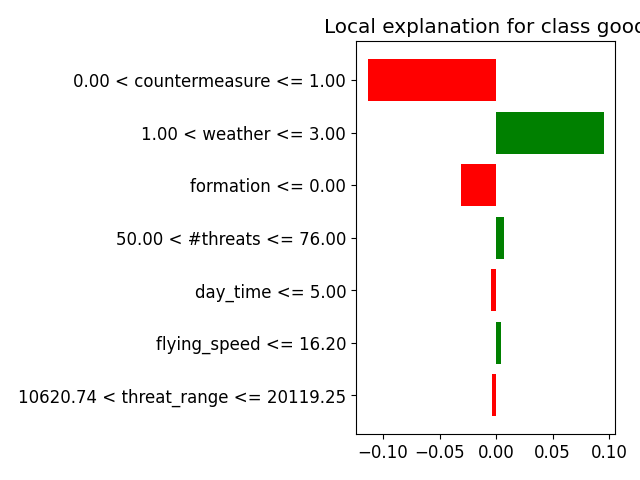 Local explanation for class good
0.00 < countermeasure <= 1.00
1.00 < weather <= 3.00
formation <= 0.00
50.00 < #threats <= 76.00
day_time <= 5.00
flying_speed <= 16.20
10620.74 < threat_range <= 20119.25
−0.10 −0.05 0.00 0.05 0.10